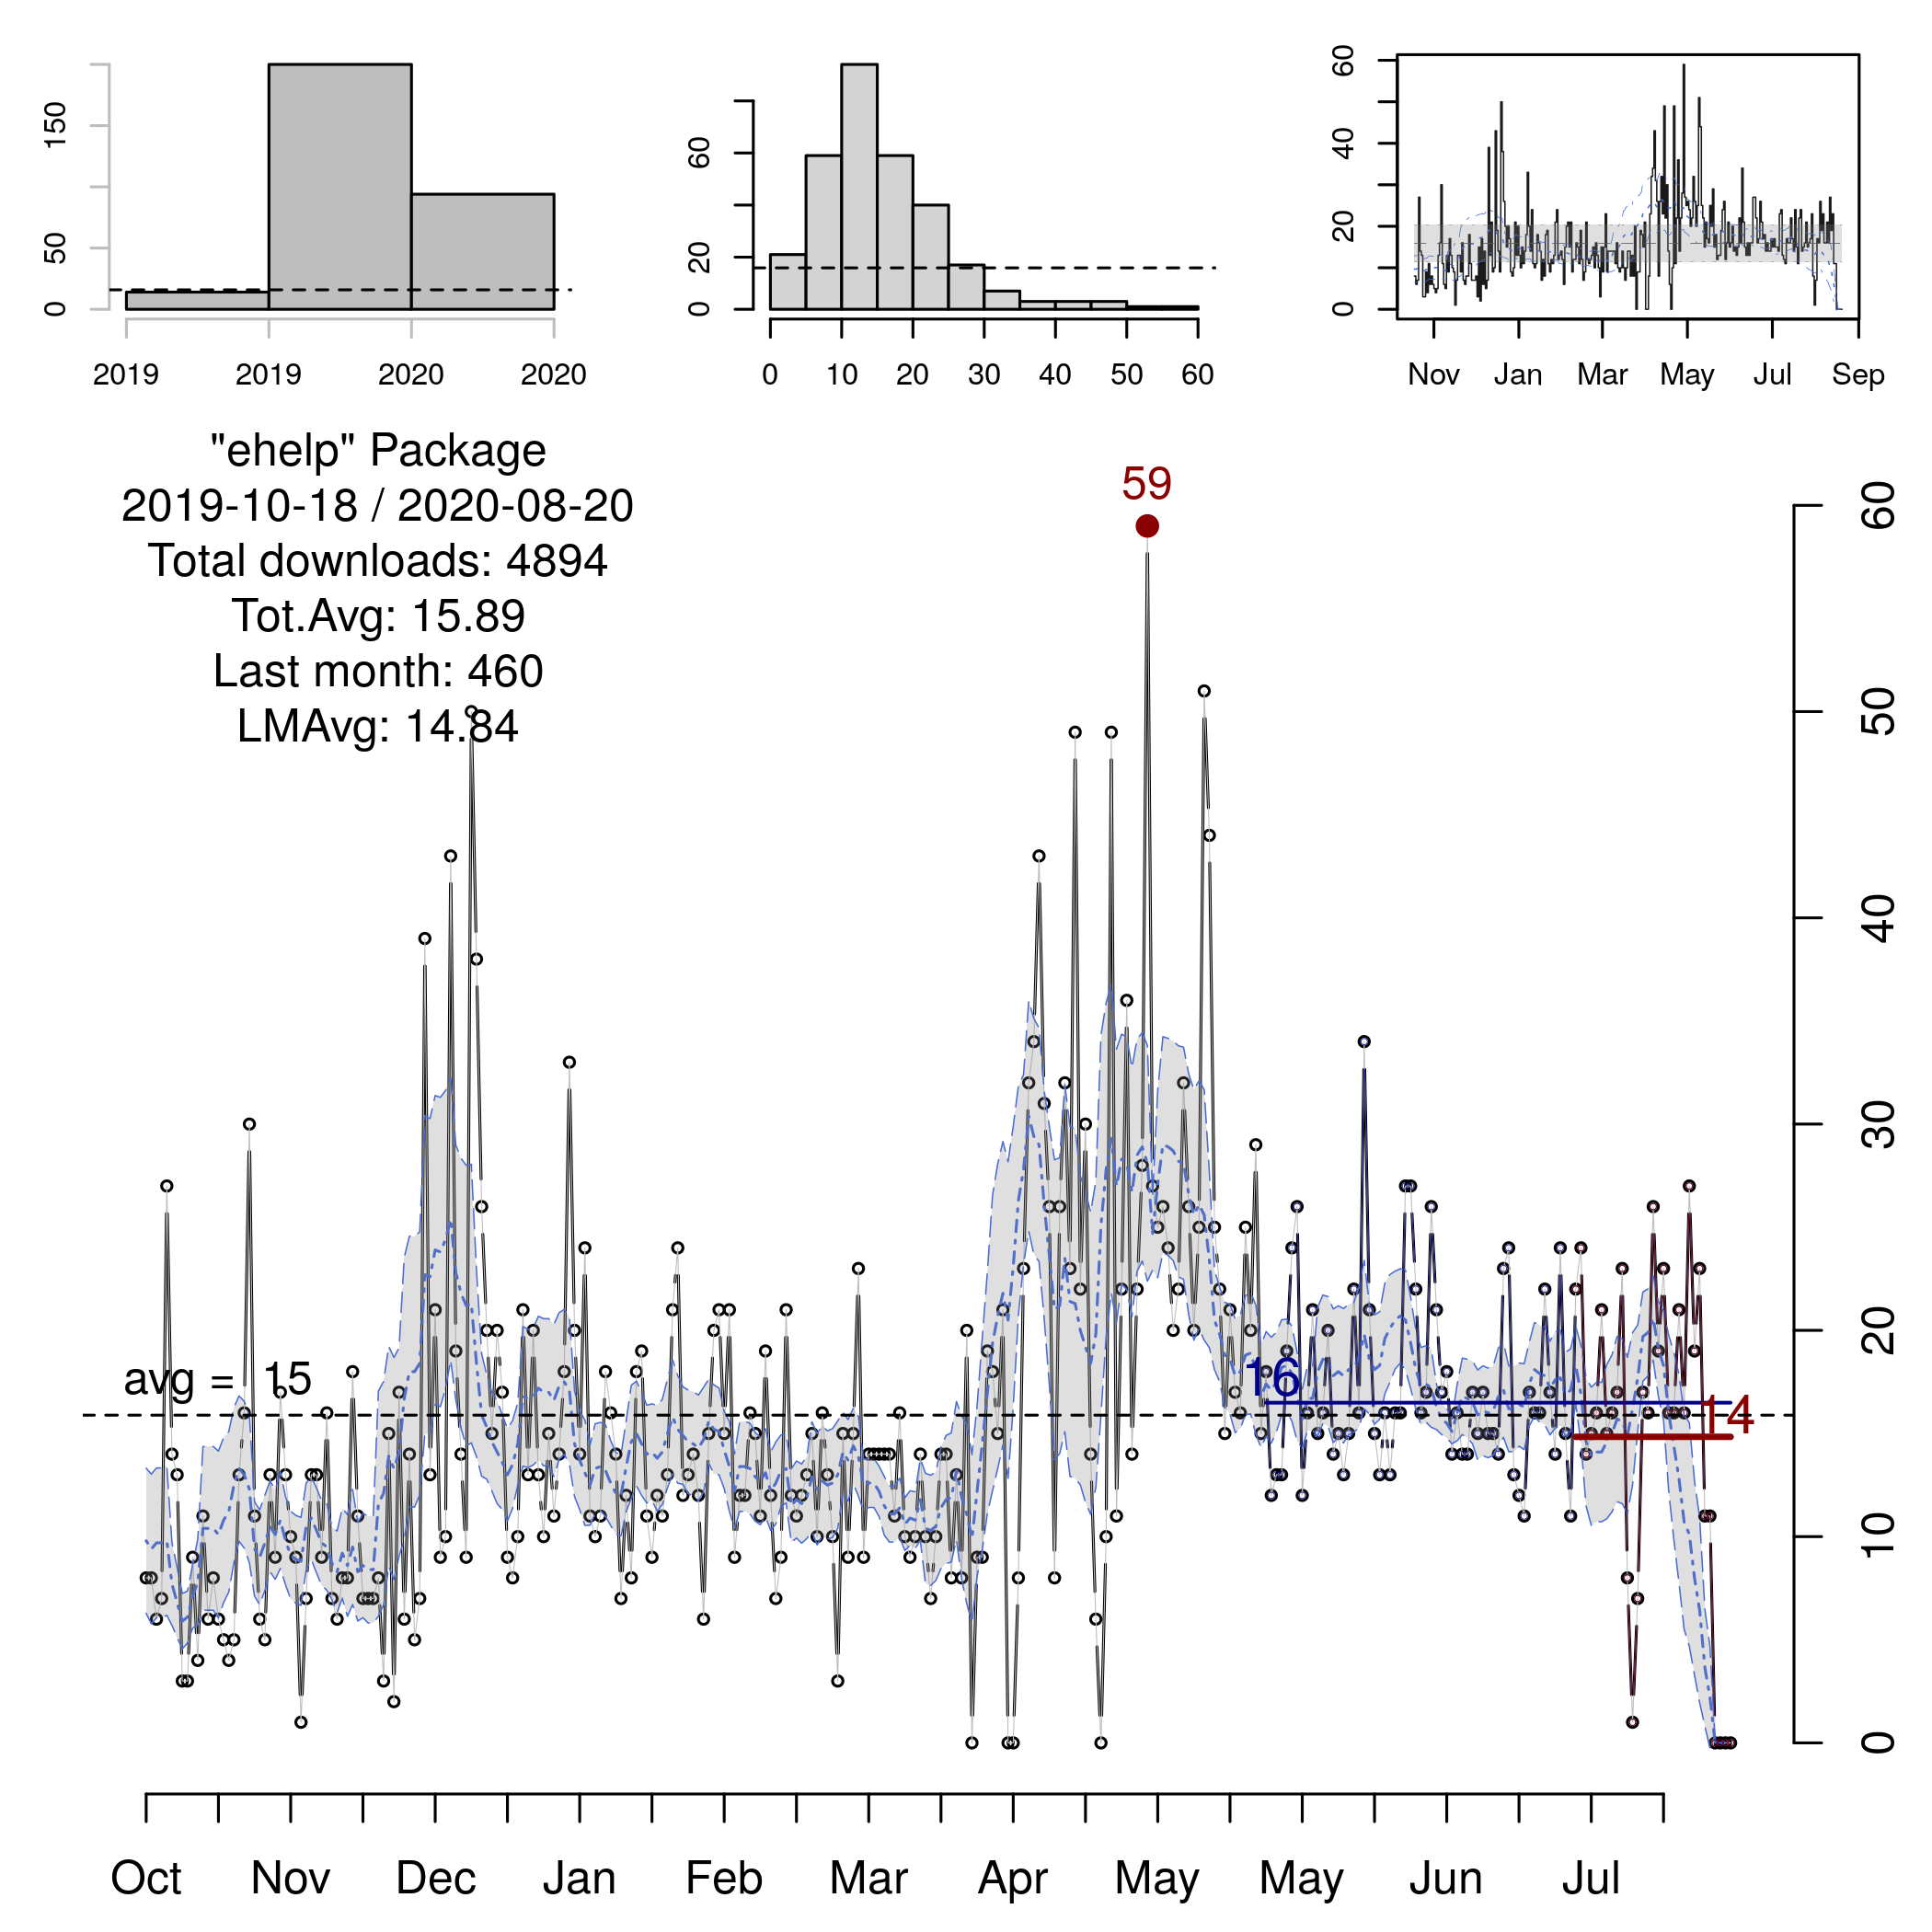 150
50
0
2019 2019 2020 2020
60
20
0
0 10 20 30 40 50 60
60
40
20
0
Nov Jan Mar May Jul Sep
"ehelp" Package
2019-10-18 / 2020-08-20
Total downloads: 4894
Tot.Avg: 15.89
Last month: 460
LMAvg: 14.84
59
avg = 15
16
14
60
50
40
30
20
10
0
Oct Nov Dec Jan Feb Mar Apr May May Jun Jul